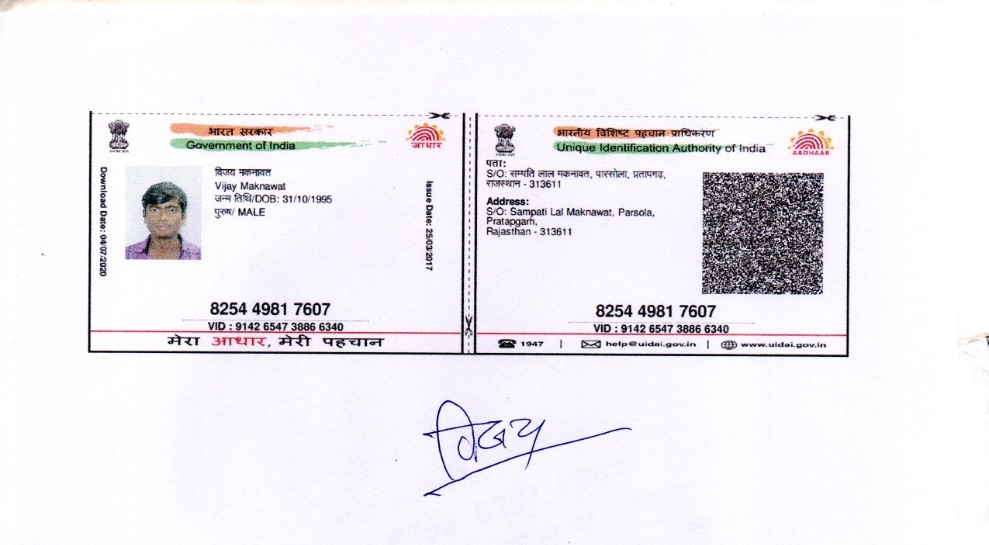 भारत सरकार
Government of India
आधार
Download Date: 04/07/2020
विजय मकनावत
Vijay Maknawat
जन्म तिथि/DOB: 31/10/1995
पुरुष/ MALE
Issue Date: 25/03/2017
8254 4981 7607
VID : 9142 6547 3886 6340
मेरा आधार, मेरी पहचान
भारतीय विशिष्ट पहचान प्राधिकरण
Unique Identification Authority of India
AADHAAR
पता:
S/O: सम्पति लाल मकनावत, पारसोला, प्रतापगढ़,
राजस्थान - 313611
Address:
S/O: Sampati Lal Maknawat, Parsola,
Pratapgarh,
Rajasthan - 313611
8254 4981 7607
VID : 9142 6547 3886 6340
1947 | help@uidai.gov.in | www.uidai.gov.in
विजय